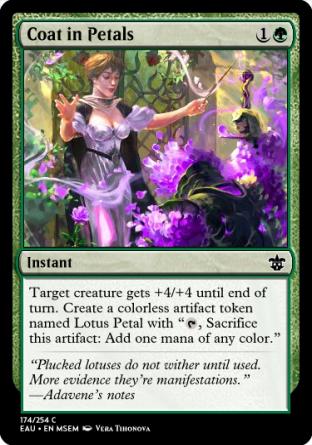 Coat in Petals 1
Instant
Target creature gets +4/+4 until end of
turn. Create a colorless artifact token
named Lotus Petal with “, Sacrifice
this artifact: Add one mana of any color.”
“Plucked lotuses do not wither until used.
More evidence they’re manifestations.”
—Adavene’s notes
174/254 C
EAU • EN MSEM Vera Tihonova